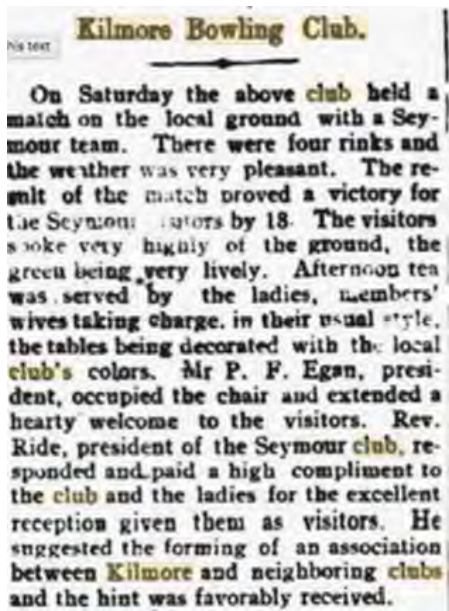 Kilmore Bowling Club.
his text
On Saturday the above club held a
match on the local ground with a Sey-
mour team. There were four rinks and
the weather was very pleasant. The re-
sult of the match proved a victory for
the Seymour by 18. The visitors
spoke very highly of the ground, the
green being very lively. Afternoon tea
was served by the ladies, members'
wives taking charge, in their usual style,
the tables being decorated with the local
club's colors. Mr P. F. Egan, presi-
dent, occupied the chair and extended a
hearty welcome to the visitors. Rev.
Ride, president of the Seymour club, re-
sponded and paid a high compliment to
the club and the ladies for the excellent
reception given them as visitors. He
suggested the forming of an association
between Kilmore and neighboring clubs
and the hint was favorably received.